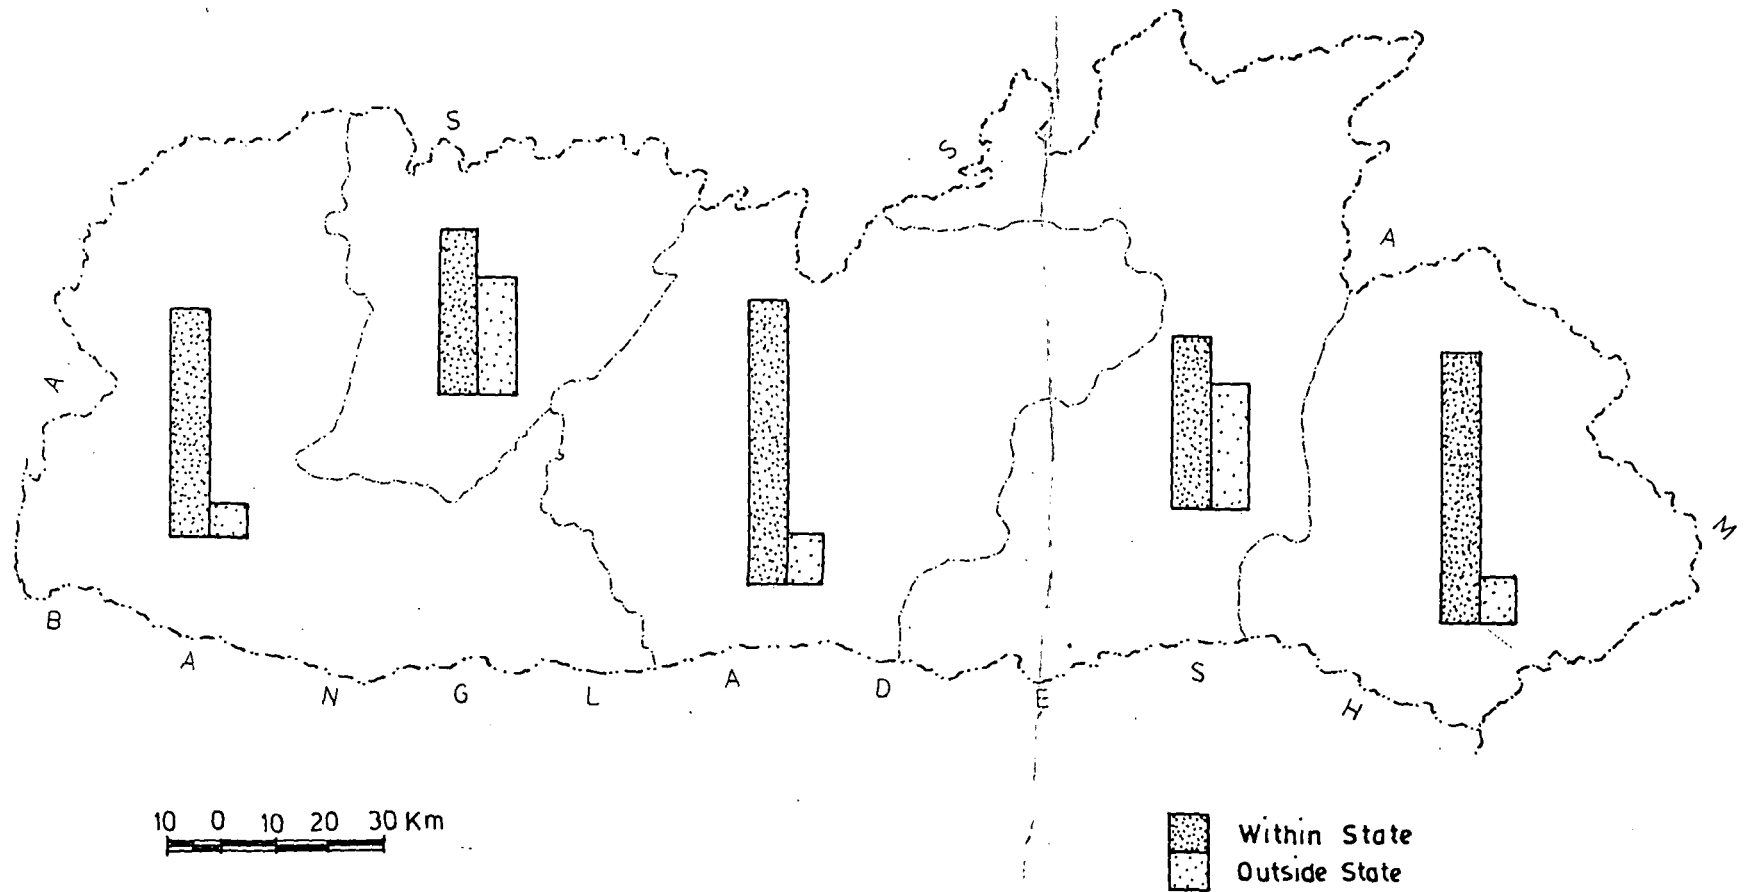 A S S A M
B A N G L A D E S H
10 0 10 20 30 Km
Within State
Outside State